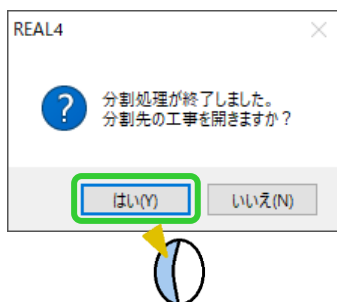 REAL4
分割処理が終了しました。
分割先の工事を開きますか？
はい(Y)
いいえ(N)